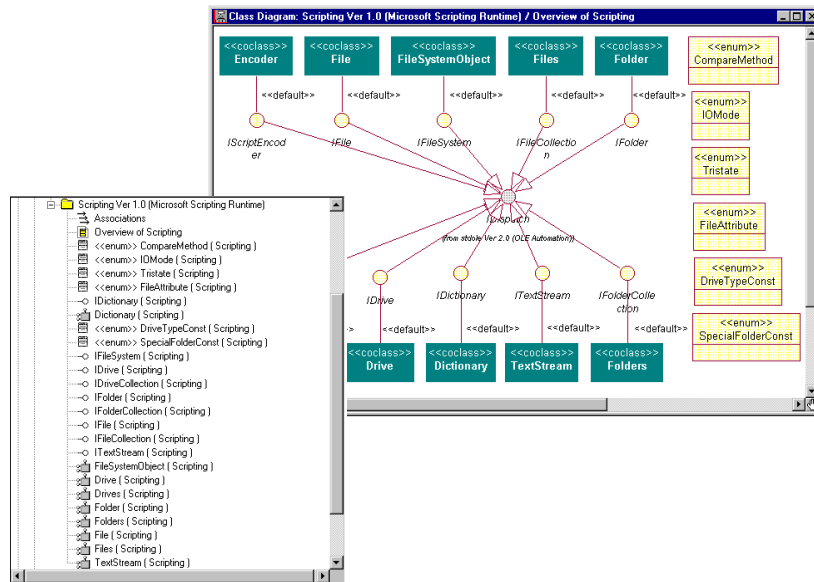 Class Diagram: Scripting Ver 1.0 (Microsoft Scripting Runtime) / Overview of Scripting
<<coclass>>
Encoder
<<coclass>>
File
<<coclass>>
FileSystemObject
<<coclass>>
Files
<<coclass>>
Folder
<<default>>
<<default>>
<<default>>
<<default>>
<<default>>
IScriptEncod
er
IFile
IFileSystem
IFileCollectio
n
IFolder
<<enum>>
CompareMethod
<<enum>>
IOMode
<<enum>>
Tristate
<<enum>>
FileAttribute
<<enum>>
DriveTypeConst
<<enum>>
SpecialFolderConst
IDispatch
(from stdole Ver 2.0 (OLE Automation))
IDrive
IDictionary
ITextStream
IFolderColle
ction
<<default>>
<<default>>
<<default>>
<<default>>
<<coclass>>
Drive
<<coclass>>
Dictionary
<<coclass>>
TextStream
<<coclass>>
Folders
Scripting Ver 1.0 (Microsoft Scripting Runtime)
Associations
Overview of Scripting
<<enum>> CompareMethod ( Scripting )
<<enum>> IOMode ( Scripting )
<<enum>> Tristate ( Scripting )
<<enum>> FileAttribute ( Scripting )
IDictionary ( Scripting )
Dictionary ( Scripting )
<<enum>> DriveTypeConst ( Scripting )
<<enum>> SpecialFolderConst ( Scripting )
IFileSystem ( Scripting )
IDrive ( Scripting )
IDriveCollection ( Scripting )
IFolder ( Scripting )
IFolderCollection ( Scripting )
IFile ( Scripting )
IFileCollection ( Scripting )
ITextStream ( Scripting )
FileSystemObject ( Scripting )
Drive ( Scripting )
Drives ( Scripting )
Folder ( Scripting )
Folders ( Scripting )
File ( Scripting )
Files ( Scripting )
TextStream ( Scripting )